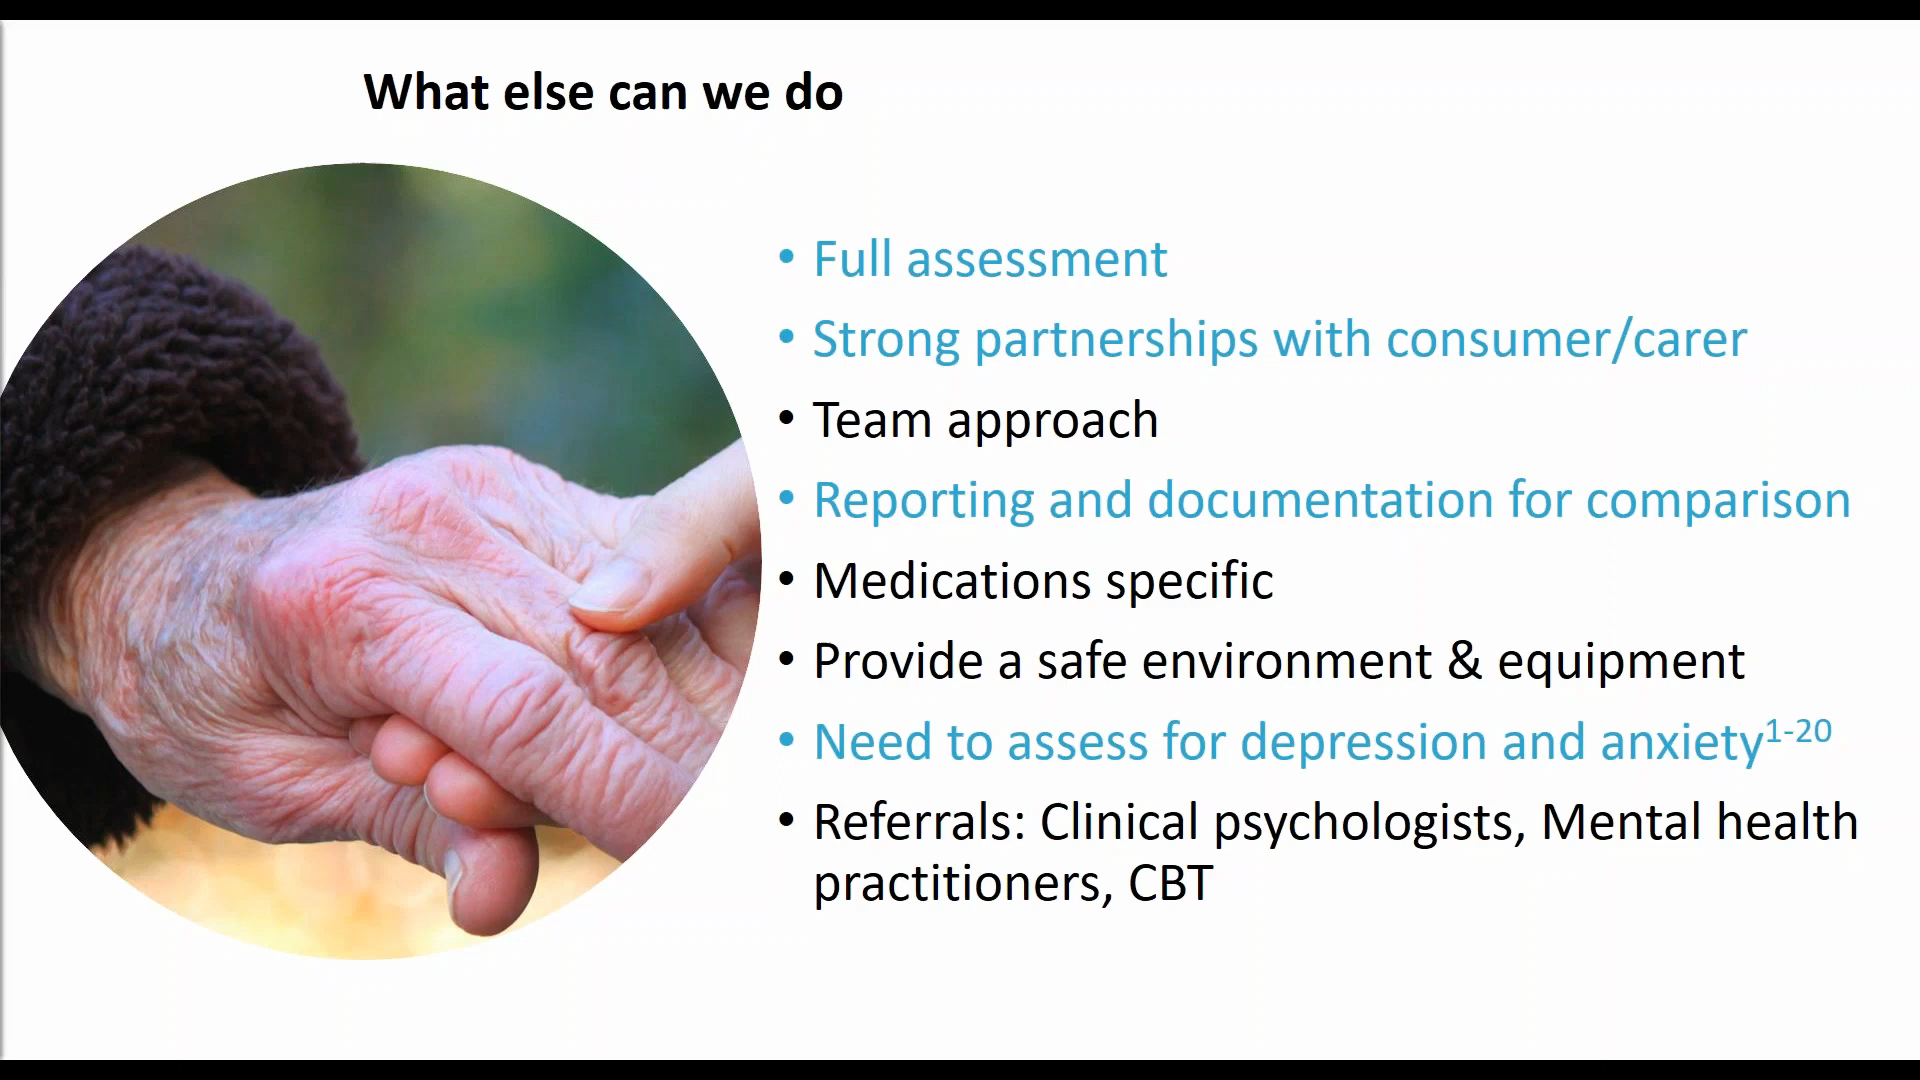 What else can we do
• Full assessment
• Strong partnerships with consumer/carer
• Team approach
• Reporting and documentation for comparison
• Medications specific
• Provide a safe environment & equipment
• Need to assess for depression and anxiety1-20
• Referrals: Clinical psychologists, Mental health
practitioners, CBT